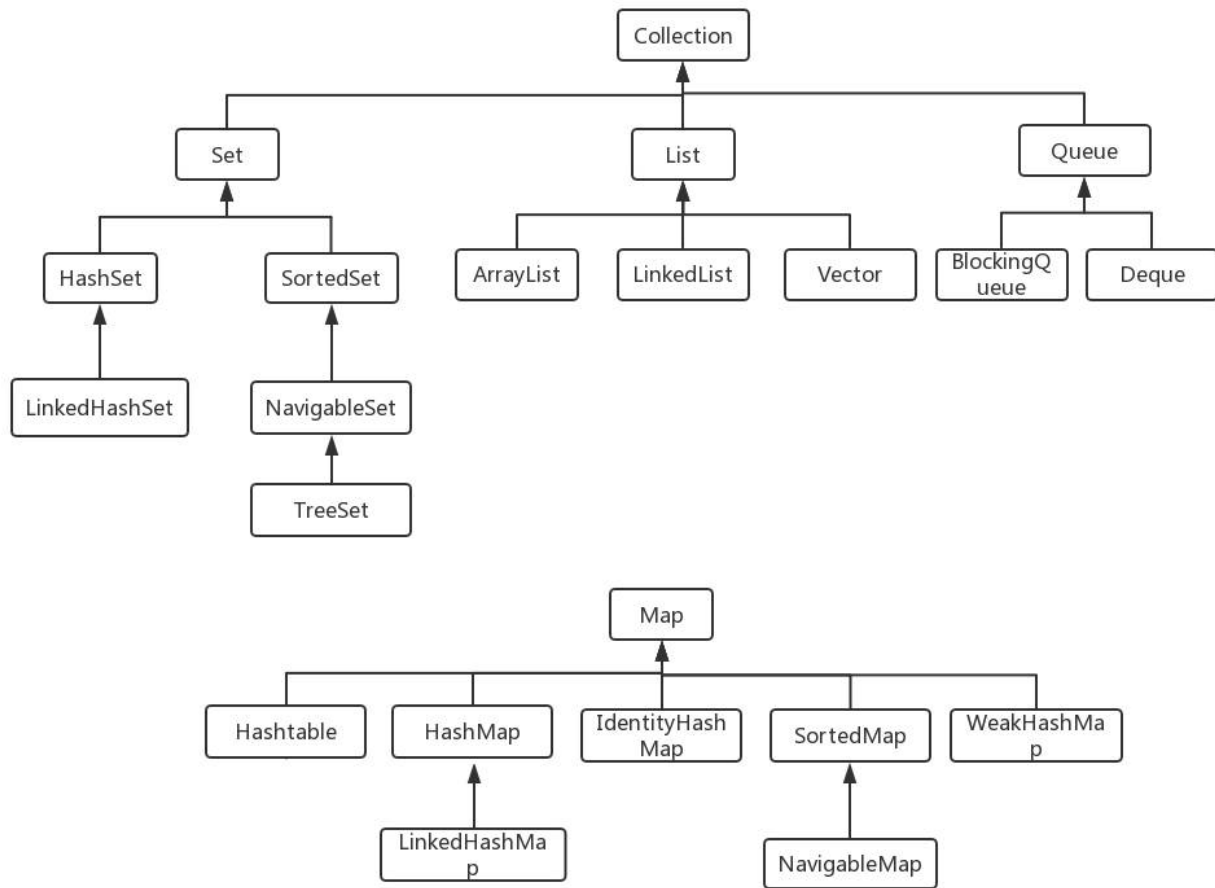 Collection
Set
List
Queue
HashSet
SortedSet
ArrayList
LinkedList
Vector
BlockingQ
ueue
Deque
LinkedHashSet
NavigableSet
TreeSet
Map
Hashtable
HashMap
IdentityHash
Map
SortedMap
WeakHashMa
p
LinkedHashMa
p
NavigableMap